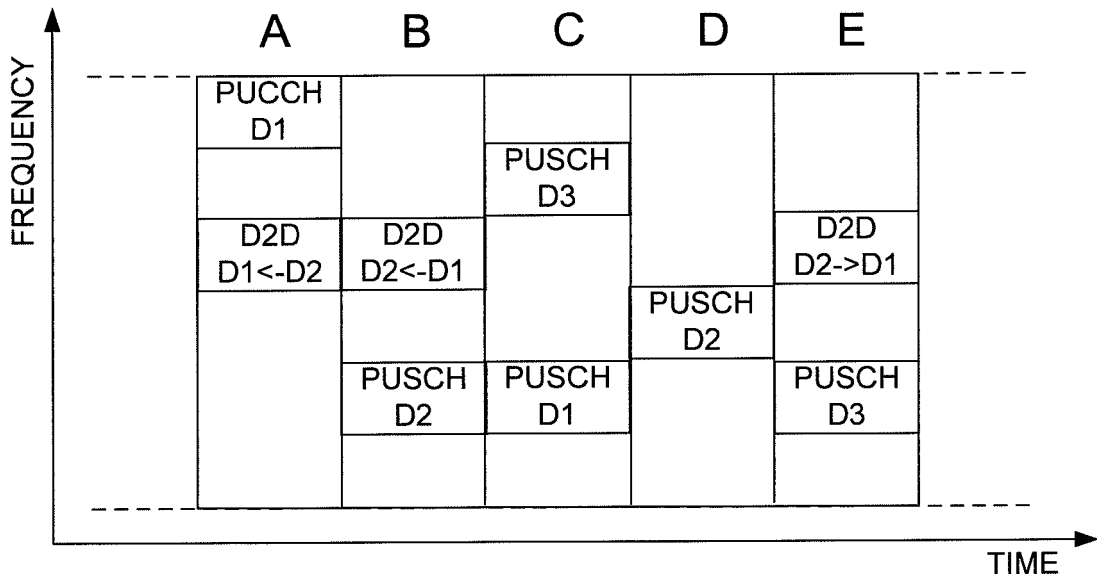 FREQUENCY
A B C D E
PUCCH
D1
D2D
D1<-D2
D2D
D2<-D1
PUSCH
D2
PUSCH
D3
PUSCH
D1
PUSCH
D2
D2D
D2->D1
PUSCH
D3
TIME